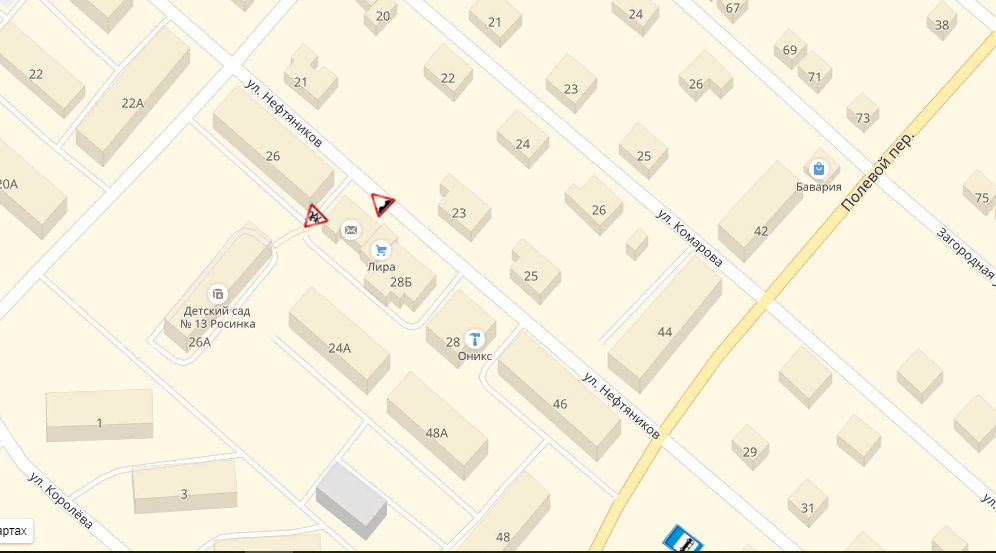 20
21
24
67
38
22
22А
21
22
23
26
69
71
73
ул. Нефтяников
26
24
25
Полевой пер.
Бавария
20А
23
26
75
ул. Комарова
42
Загородная
Лира
28Б
25
Детский сад
№ 13 Росинка
26А
24А
28
Оникс
44
ул. Нефтяников
46
1
48А
29
ул. Королёва
3
31
ул.
артах
48